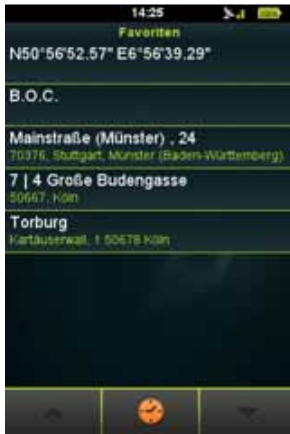 14:25
Favoriten
N50°56'52.57" E6°56'39.29"
B.O.C.
Mainstraße (Münster) , 24
70376, Stuttgart, Münster (Baden-Württemberg)
7 | 4 Große Budengasse
50667, Köln
Torburg
Kartäuserwall, 1 50678 Köln